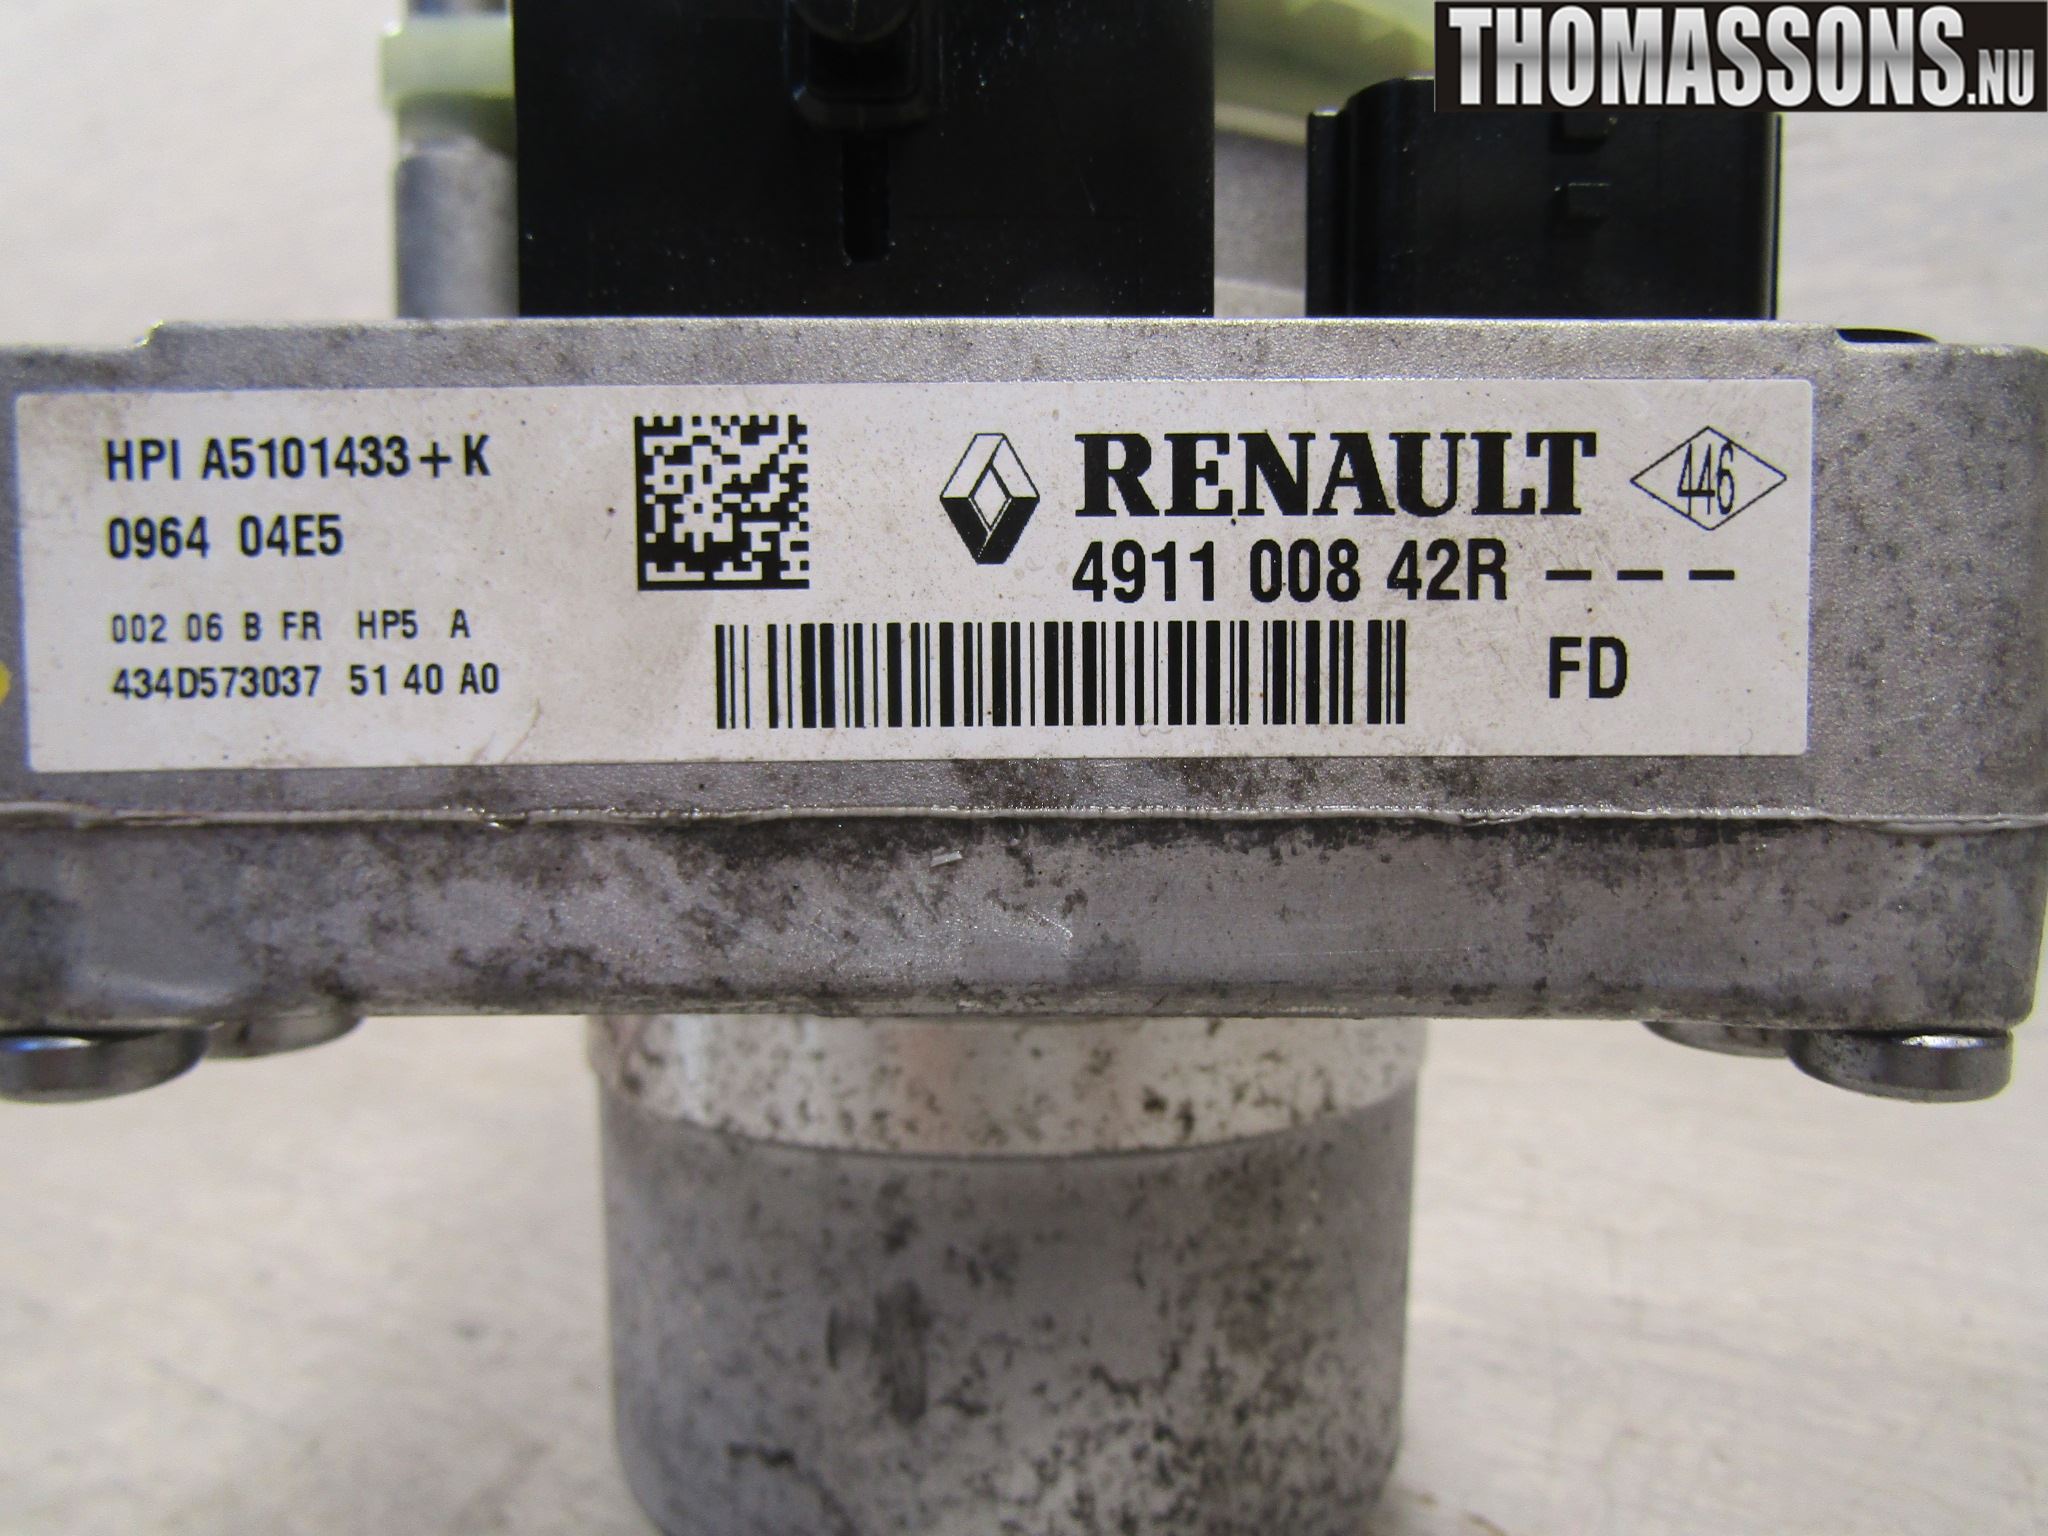 THOMASSONS.NU
HPI A5101433+K
0964 04E5
002 06 B FR HP5 A
434D573037 51 40 A0
RENAULT
446
4911 008 42R ---
FD